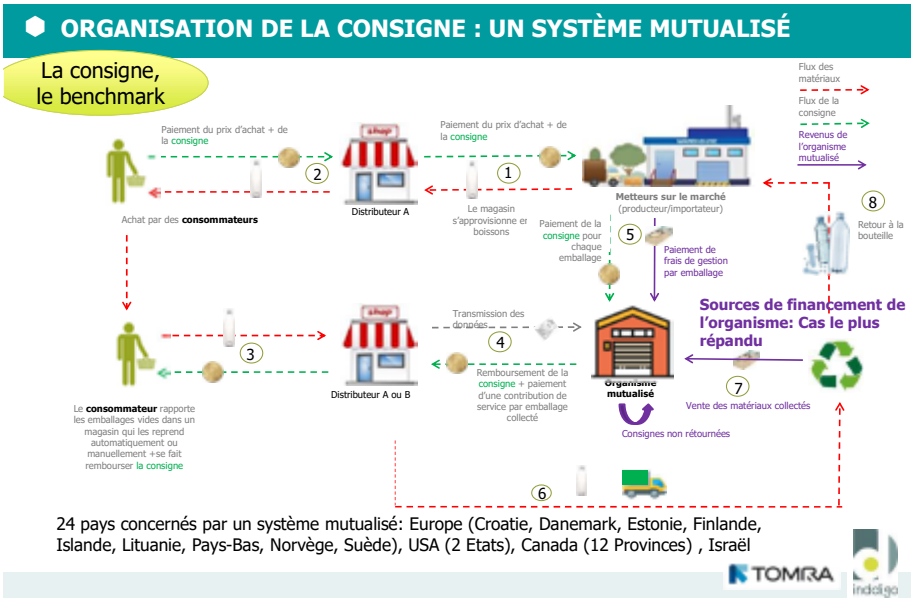 ORGANISATION DE LA CONSIGNE : UN SYSTÈME MUTUALISÉ
La consigne,
le benchmark
Flux des
matériaux
Flux de la
consigne
Revenus de
l'organisme
mutualisé
Paiement du prix d'achat + de
la consigne
2
shop
Distributeur A
Paiement du prix d'achat + de
la consigne
1
Le magasin
s'approvisionne en
boissons
Metteurs sur le marché
(producteur/importateur)
Achat par des consommateurs
Paiement de la
consigne pour
chaque
emballage
5
Paiement de
frais de gestion
par emballage
8
Retour à la
bouteille
Sources de financement de
l'organisme: Cas le plus
répandu
3
shop
Distributeur A ou B
Transmission des
données
4
Remboursement de la
consigne + paiement
d'une contribution de
service par emballage
collecté
Organisme
mutualisé
Consignes non rétournées
7
Vente des matériaux collectés
Le consommateur rapporte
les emballages vides dans un
magasin qui les reprend
automatiquement ou
manuellement +se fait
rembourser la consigne
6
24 pays concernés par un système mutualisé: Europe (Croatie, Danemark, Estonie, Finlande,
Islande, Lituanie, Pays-Bas, Norvège, Suède), USA (2 Etats), Canada (12 Provinces) , Israël
TOMRA
indigo